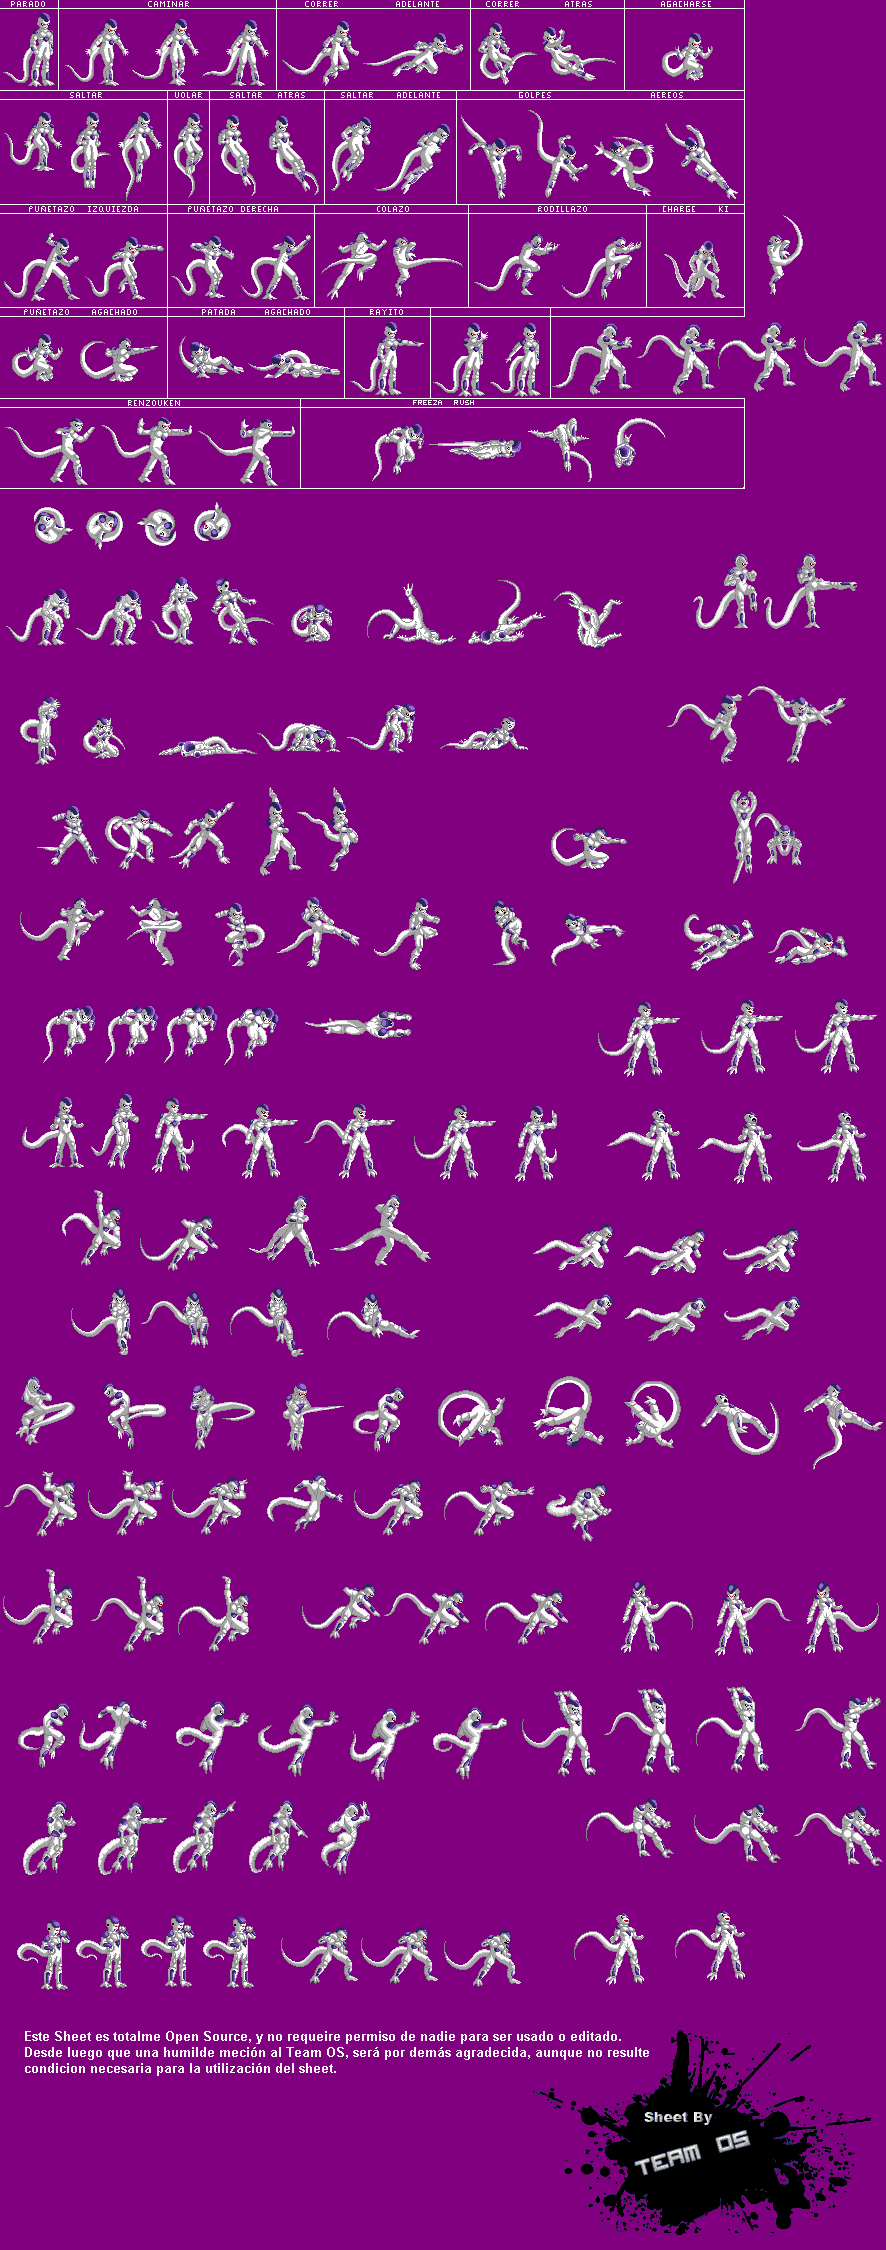 PARADO CAMINAR CORRER ADELANTE CORRER ATRAS AGACHARSE
SALTAR VOLAR SALTAR ATRAS SALTAR ADELANTE GOLPES AEREOS
PUÑETAZO IZQUIEZDA PUÑETAZO DERECHA COLAZO RODILLAZO CHARGE KI
PUÑETAZO AGACHADO PATADA AGACHADO RAYITO
RENZOUKEN FREEZA RUSH
Este Sheet es totalme Open Source, y no requeire permiso de nadie para ser usado o editado.
Desde luego que una humilde meción al Team OS, será por demás agradecida, aunque no resulte
condicion necesaria para la utilización del sheet.
Sheet By
TEAM OS